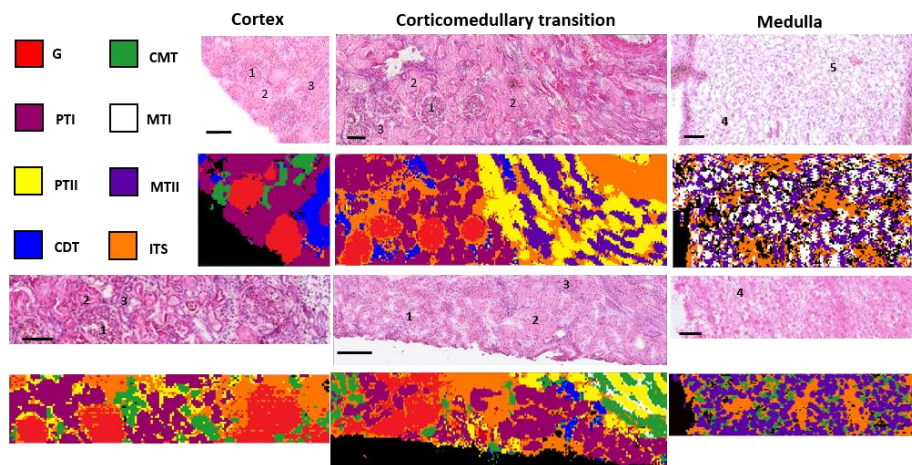 Cortex Corticomedullary transition Medulla
G CMT
PTI MTI
PTII MTII
CDT ITS
1 2 3
2 1 2 3
5 4
2 3 1
3 1 2
4